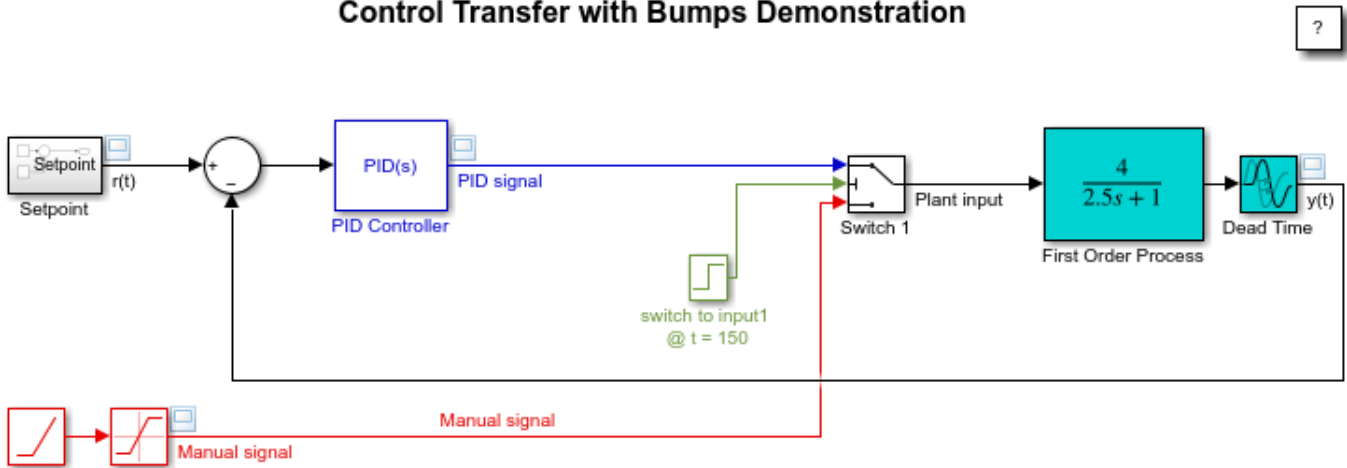 Control Transfer with Bumps Demonstration
?
Setpoint
r(t)
Setpoint
+
−
PID(s)
PID signal
PID Controller
Switch 1
Plant input
4
2.5s + 1
First Order Process
Dead Time
y(t)
switch to input1
@ t = 150
Manual signal
Manual signal